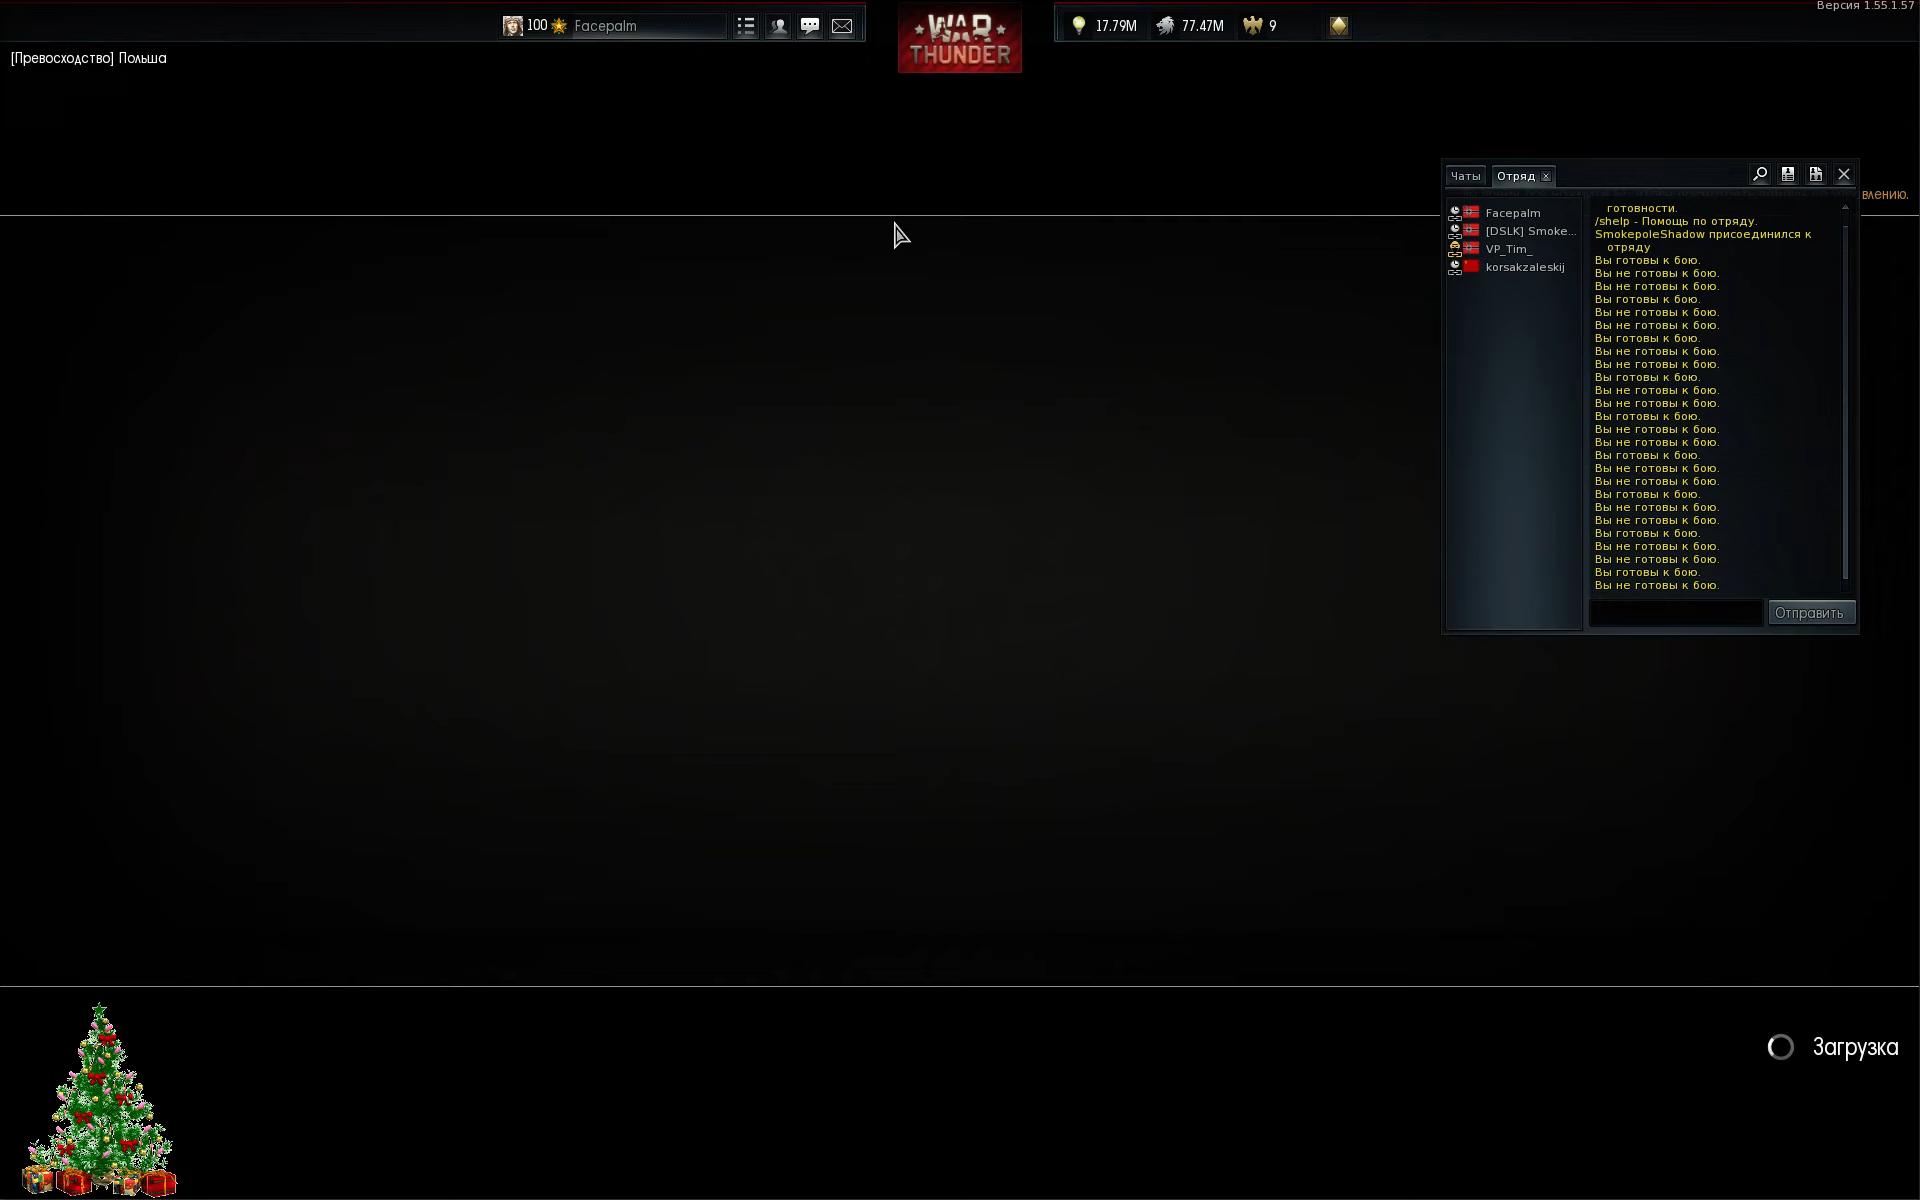 Версия 1.55.1.57
100 Facepalm
WAR
THUNDER
17.79M 77.47M 9
[Превосходство] Польша
Чаты Отряд
влению.
Facepalm
[DSLK] Smoke...
VP_Tim_
korsakzaleskij
готовности.
/shelp - Помощь по отряду.
SmokepoleShadow присоединился к
отряду
Вы готовы к бою.
Вы не готовы к бою.
Вы не готовы к бою.
Вы готовы к бою.
Вы не готовы к бою.
Вы не готовы к бою.
Вы готовы к бою.
Вы не готовы к бою.
Вы не готовы к бою.
Вы готовы к бою.
Вы не готовы к бою.
Вы не готовы к бою.
Вы готовы к бою.
Вы не готовы к бою.
Вы не готовы к бою.
Вы готовы к бою.
Вы не готовы к бою.
Вы не готовы к бою.
Вы готовы к бою.
Вы не готовы к бою.
Вы не готовы к бою.
Вы готовы к бою.
Вы не готовы к бою.
Вы не готовы к бою.
Вы готовы к бою.
Вы не готовы к бою.
Отправить
Загрузка